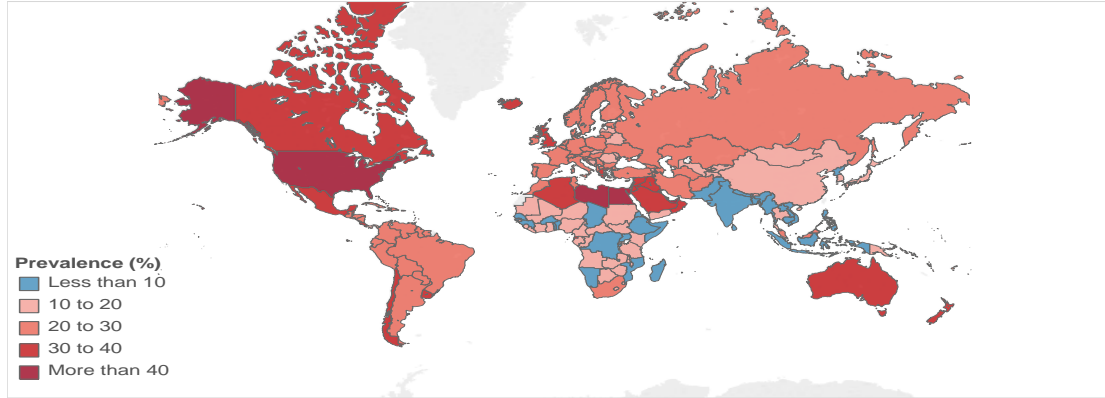 Prevalence (%)
Less than 10
10 to 20
20 to 30
30 to 40
More than 40